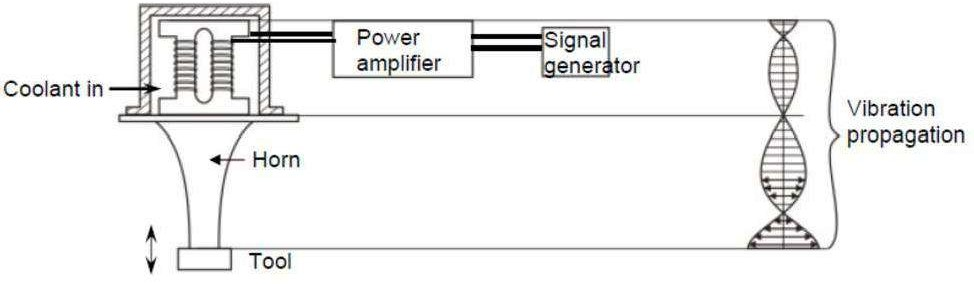 Power
amplifier
Signal
generator
Coolant in
Vibration
propagation
Horn
Tool